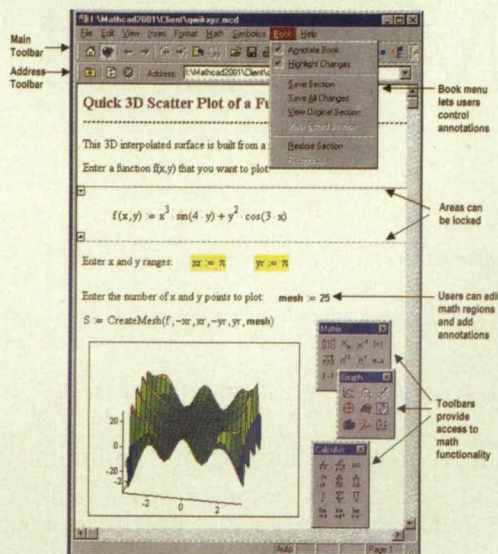 I:\Mathcad2001\Client\qwikxyz.mcd
File Edit View Insert Format Math Symbolics Book Help
Main
Toolbar
Address
Toolbar
Address:
Annotate Book
Highlight Changes
Save Section
Save All Changes
View Original Section
View Edited Section
Restore Section
Restore All
Book menu
lets users
control
annotations
Quick 3D Scatter Plot of a Fu
This 3D interpolated surface is built from a
Enter a function f(x,y) that you want to plot:
f(x,y) := x³ · sin(4 · y) + y² · cos(3 · x)
Areas can
be locked
Enter x and y ranges: xr := π yr := π
Enter the number of x and y points to plot: mesh := 25
Users can edit
math regions
and add
annotations
S := CreateMesh(f,-xr,xr,-yr,yr,mesh)
Matrix
Graph
Calculus
Toolbars
provide
access to
math
functionality
20
0
-20
-2
-2
0
2
Auto
Page 1